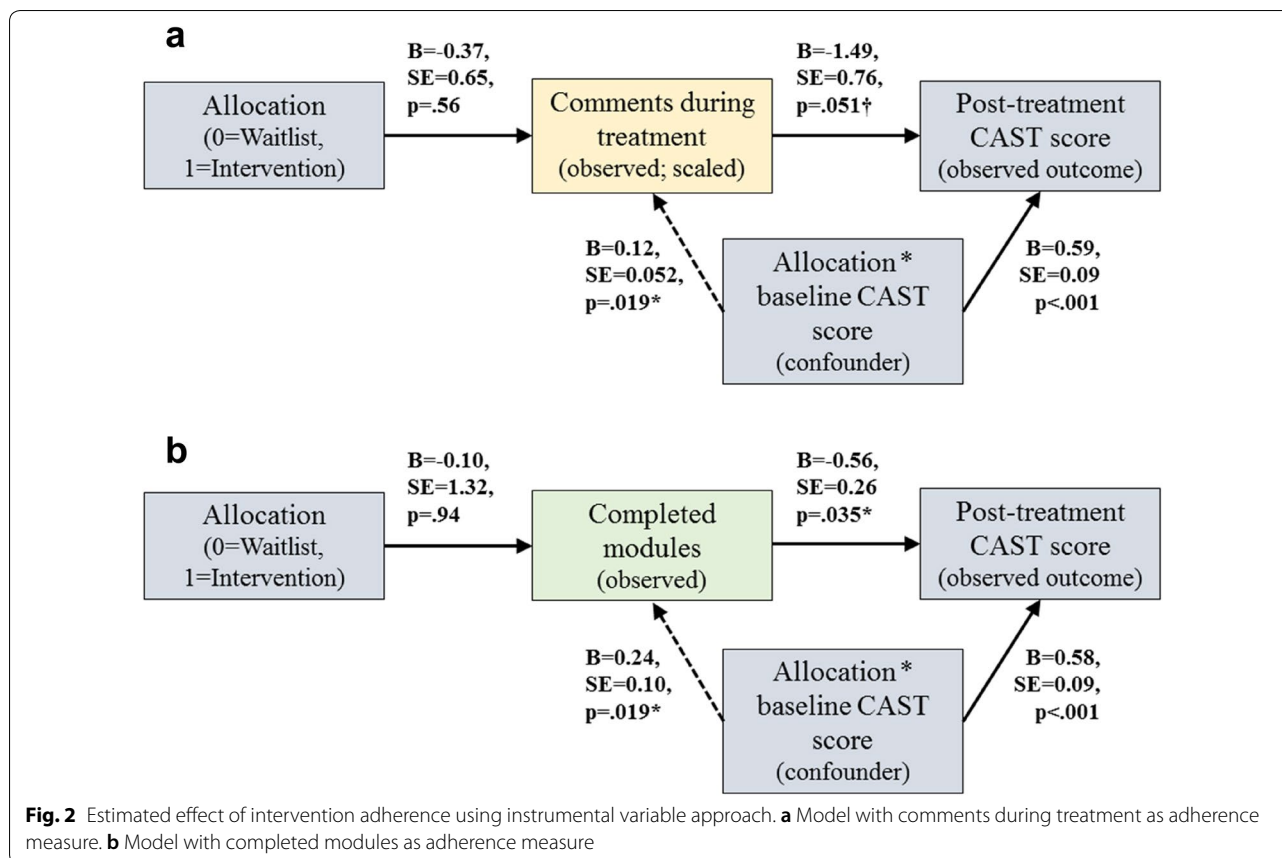 a
B=-0.37,
SE=0.65,
p=.56
B=-1.49,
SE=0.76,
p=.051†
Allocation
(0=Waitlist,
1=Intervention)
Comments during
treatment
(observed; scaled)
Post-treatment
CAST score
(observed outcome)
B=0.12,
SE=0.052,
p=.019*
Allocation *
baseline CAST
score
(confounder)
B=0.59,
SE=0.09
p<.001
b
B=-0.10,
SE=1.32,
p=.94
B=-0.56,
SE=0.26
p=.035*
Allocation
(0=Waitlist,
1=Intervention)
Completed
modules
(observed)
Post-treatment
CAST score
(observed outcome)
B=0.24,
SE=0.10,
p=.019*
Allocation *
baseline CAST
score
(confounder)
B=0.58,
SE=0.09,
p<.001
Fig. 2 Estimated effect of intervention adherence using instrumental variable approach. a Model with comments during treatment as adherence
measure. b Model with completed modules as adherence measure